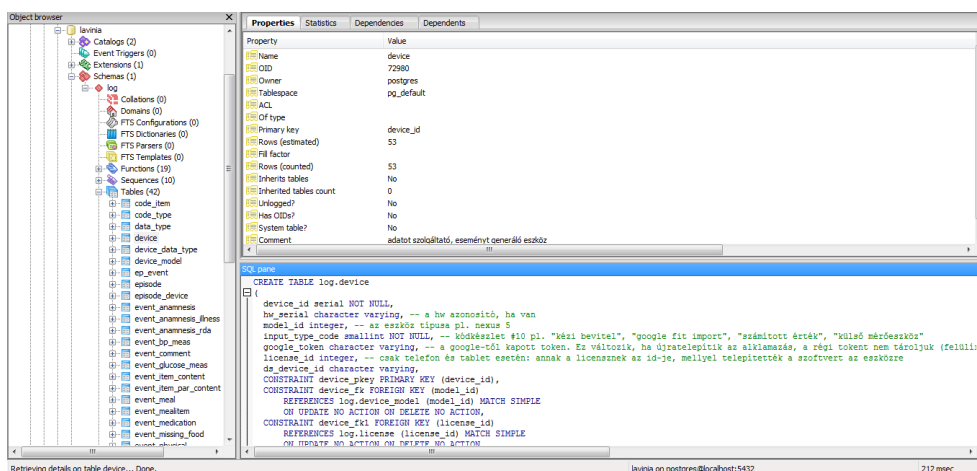 Object browser
X
lavinia
Catalogs (2)
Event Triggers (0)
Extensions (1)
Schemas (1)
log
Collations (0)
Domains (0)
FTS Configurations (0)
FTS Dictionaries (0)
FTS Parsers (0)
FTS Templates (0)
Functions (19)
Sequences (10)
Tables (42)
code_item
code_type
data_type
device
device_data_type
device_model
ep_event
episode
episode_device
event_anamnesis
event_anamnesis_illness
event_anamnesis_rda
event_bp_meas
event_comment
event_glucose_meas
event_item_content
event_item_par_content
event_meal
event_mealitem
event_medication
event_missing_food
Properties Statistics Dependencies Dependents
Property Value
Name device
OID 72980
Owner postgres
Tablespace pg_default
ACL
Of type
Primary key device_id
Rows (estimated) 53
Fill factor
Rows (counted) 53
Inherits tables No
Inherited tables count 0
Unlogged? No
Has OIDs? No
System table? No
Comment adatot szolgáltató, eseményt generáló eszköz
SQL pane
CREATE TABLE log.device
(
device_id serial NOT NULL,
hw_serial character varying, -- a hw azonosító, ha van
model_id integer, -- az eszköz típusa pl. nexus 5
input_type_code smallint NOT NULL, -- kódkészlet #10 pl. "kézi bevitel", "google fit import", "számított érték", "külső mérőeszköz"
google_token character varying, -- a google-től kapott tokent. Ez változik, ha újratelepítik az alklamazás, a régi tokent nem tároljuk
license_id integer, -- csak telefon és tablet esetén: annak a licensznek az id-je, mellyel telepítették a szoftvert az eszközre
ds_device_id character varying,
CONSTRAINT device_pkey PRIMARY KEY (device_id),
CONSTRAINT device_fk FOREIGN KEY (model_id)
REFERENCES log.device_model (model_id) MATCH SIMPLE
ON UPDATE NO ACTION ON DELETE NO ACTION,
CONSTRAINT device_fk1 FOREIGN KEY (license_id)
REFERENCES log.license (license_id) MATCH SIMPLE
ON UPDATE NO ACTION ON DELETE NO ACTION,
Retrieving details on table device... Done.
lavinia on postgres@localhost:5432
212 msec